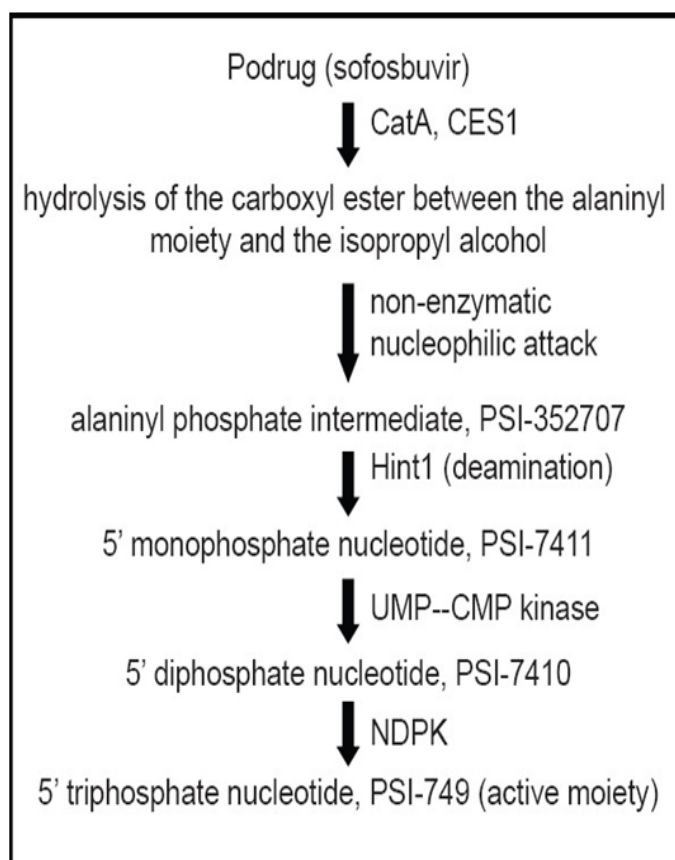 Podrug (sofosbuvir)
CatA, CES1
hydrolysis of the carboxyl ester between the alaninyl
moiety and the isopropyl alcohol
non-enzymatic
nucleophilic attack
alaninyl phosphate intermediate, PSI-352707
Hint1 (deamination)
5’ monophosphate nucleotide, PSI-7411
UMP--CMP kinase
5’ diphosphate nucleotide, PSI-7410
NDPK
5’ triphosphate nucleotide, PSI-749 (active moiety)